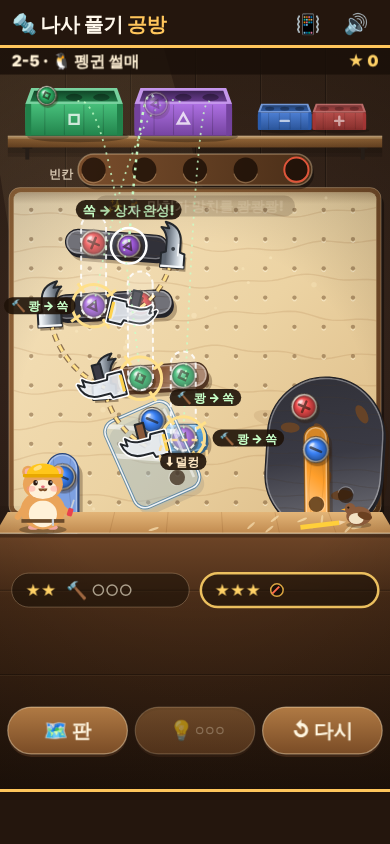 나사 풀기 공방
2-5 · 펭귄 썰매
★ 0
빈칸
쏙 → 상자 완성!
쾅 → 쏙
쾅 → 쏙
쾅 → 쏙
↓덜컹
★★ ○○○
★★★
판
○○○
다시